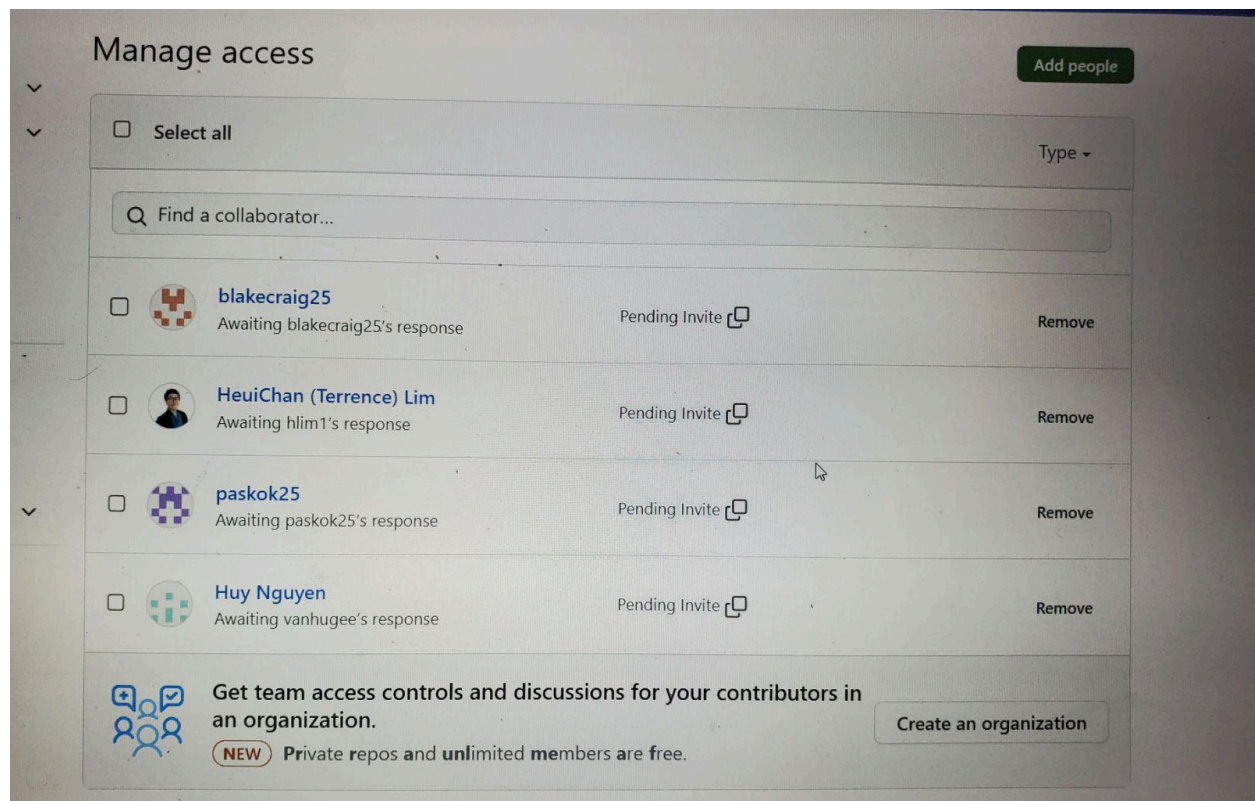 Manage access
Add people
Select all
Type
Find a collaborator...
blakecraig25
Awaiting blakecraig25's response
Pending Invite
Remove
HeuiChan (Terrence) Lim
Awaiting hlim1's response
Pending Invite
Remove
paskok25
Awaiting paskok25's response
Pending Invite
Remove
Huy Nguyen
Awaiting vanhugee's response
Pending Invite
Remove
Get team access controls and discussions for your contributors in
an organization.
NEW Private repos and unlimited members are free.
Create an organization